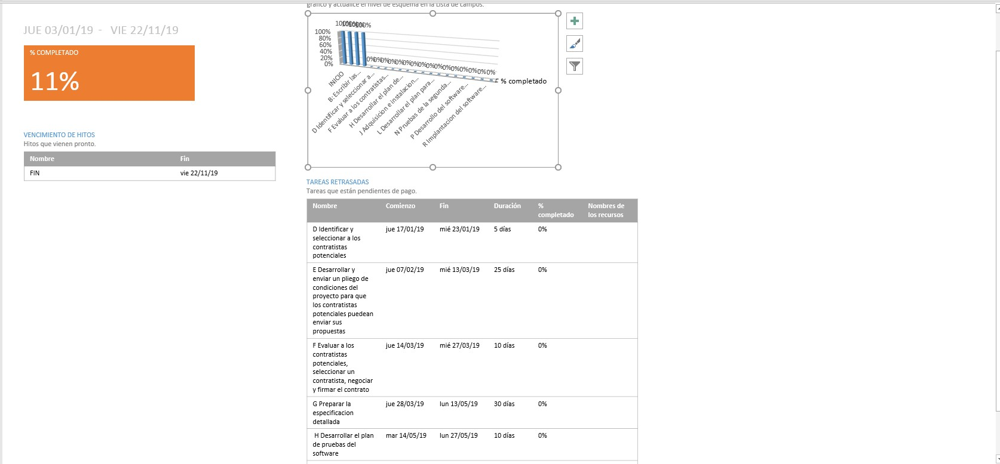 gráfico y actualice el nivel de esquema en la Lista de campos.
JUE 03/01/19 - VIE 22/11/19
% COMPLETADO
11%
VENCIMIENTO DE HITOS
Hitos que vienen pronto.
Nombre Fin
FIN vie 22/11/19
100% 100% 100% 100%
100%
80%
60%
40%
20%
0%
0% 0% 0% 0% 0% 0% 0% 0% 0% 0% 0% 0% 0% 0% 0% 0%
INICIO
B: Escribir las...
D Identificar y seleccionar a...
F Evaluar a los contratistas...
H Desarrollar el plan de...
J Adquisicion e instalacion...
L Desarrollar el plan para...
N Pruebas de la segunda...
P Desarrollo del software...
R Implantacion del software...
% completado
TAREAS RETRASADAS
Tareas que están pendientes de pago.
Nombre Comienzo Fin Duración % Nombres de
completado los recursos
D Identificar y jue 17/01/19 mié 23/01/19 5 días 0%
seleccionar a los
contratistas
potenciales
E Desarrollar y jue 07/02/19 mié 13/03/19 25 días 0%
enviar un pliego de
condiciones del
proyecto para que
los contratistas
potenciales puedean
enviar sus
propuestas
F Evaluar a los jue 14/03/19 mié 27/03/19 10 días 0%
contratistas
potenciales,
seleccionar un
contratista, negociar
y firmar el contrato
G Preparar la jue 28/03/19 lun 13/05/19 30 días 0%
especificacion
detallada
H Desarrollar el plan mar 14/05/19 lun 27/05/19 10 días 0%
de pruebas del
software